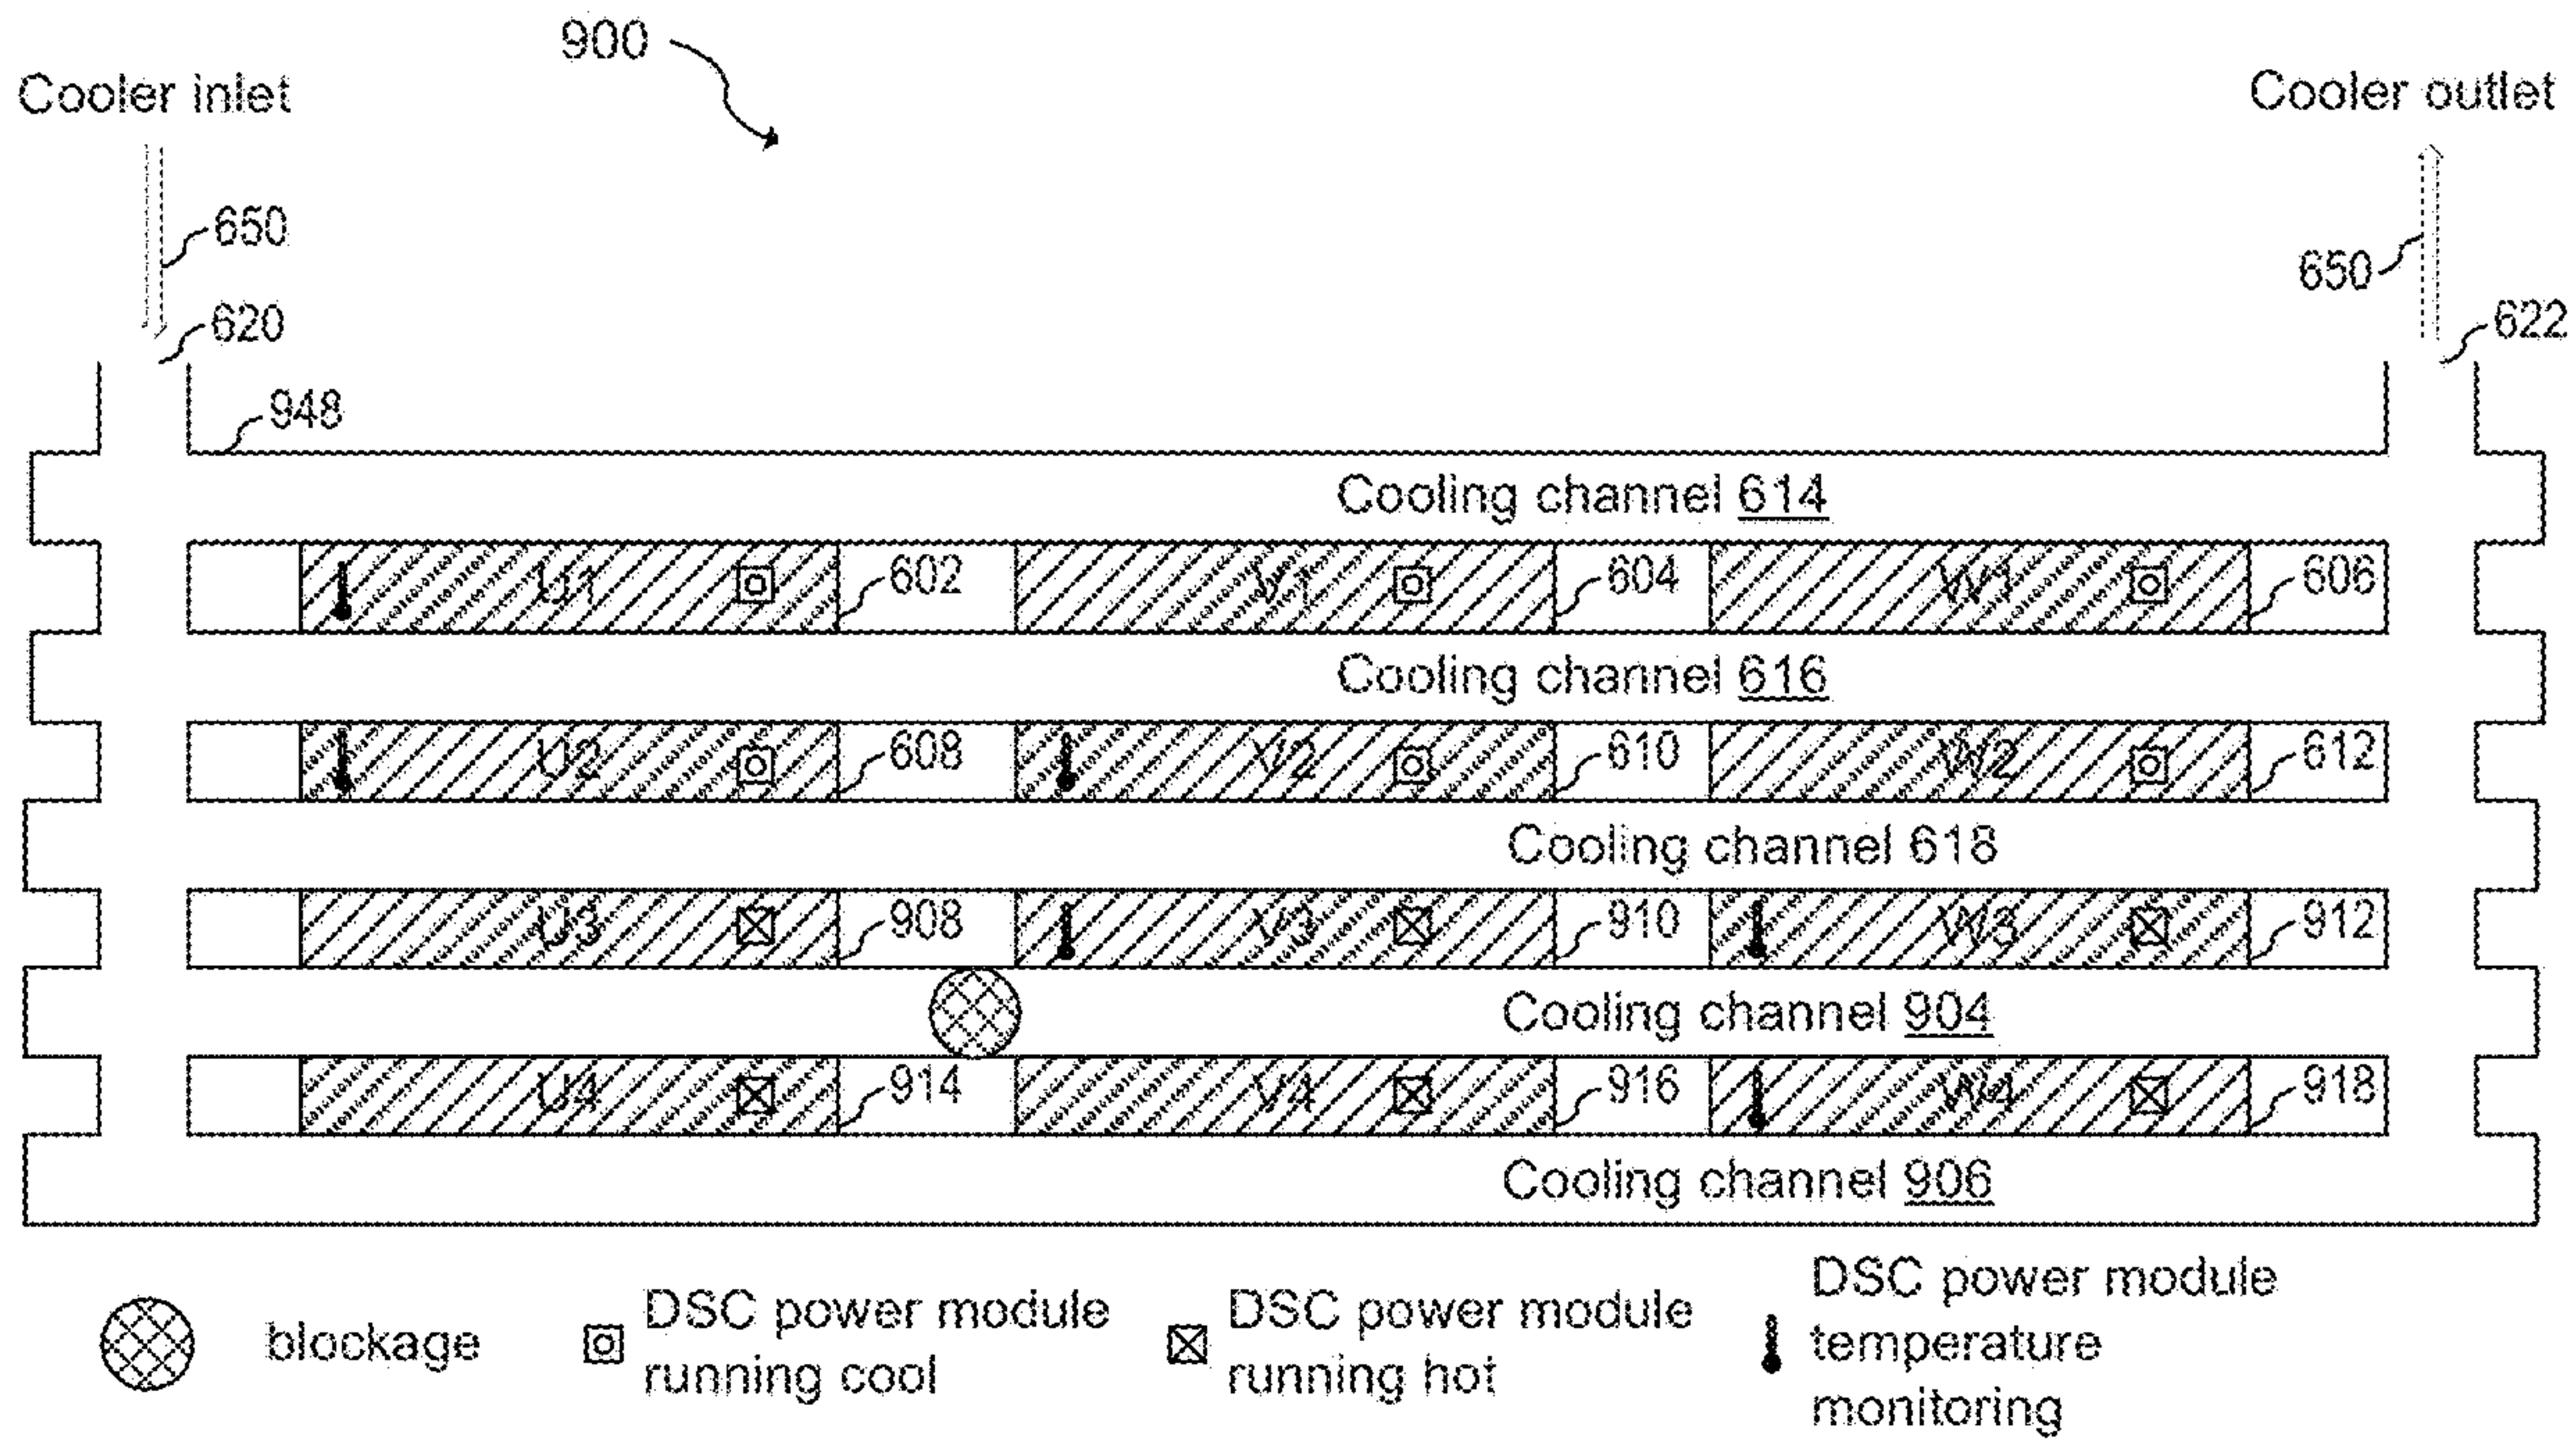 900
Cooler inlet
Cooler outlet
650
650
620
622
948
Cooling channel 614
U1
602
V1
604
W1
606
Cooling channel 616
U2
608
V2
610
W2
612
Cooling channel 618
U3
908
V3
910
W3
912
Cooling channel 904
U4
914
V4
916
W4
918
Cooling channel 906
blockage
DSC power module
running cool
DSC power module
running hot
DSC power module
temperature
monitoring